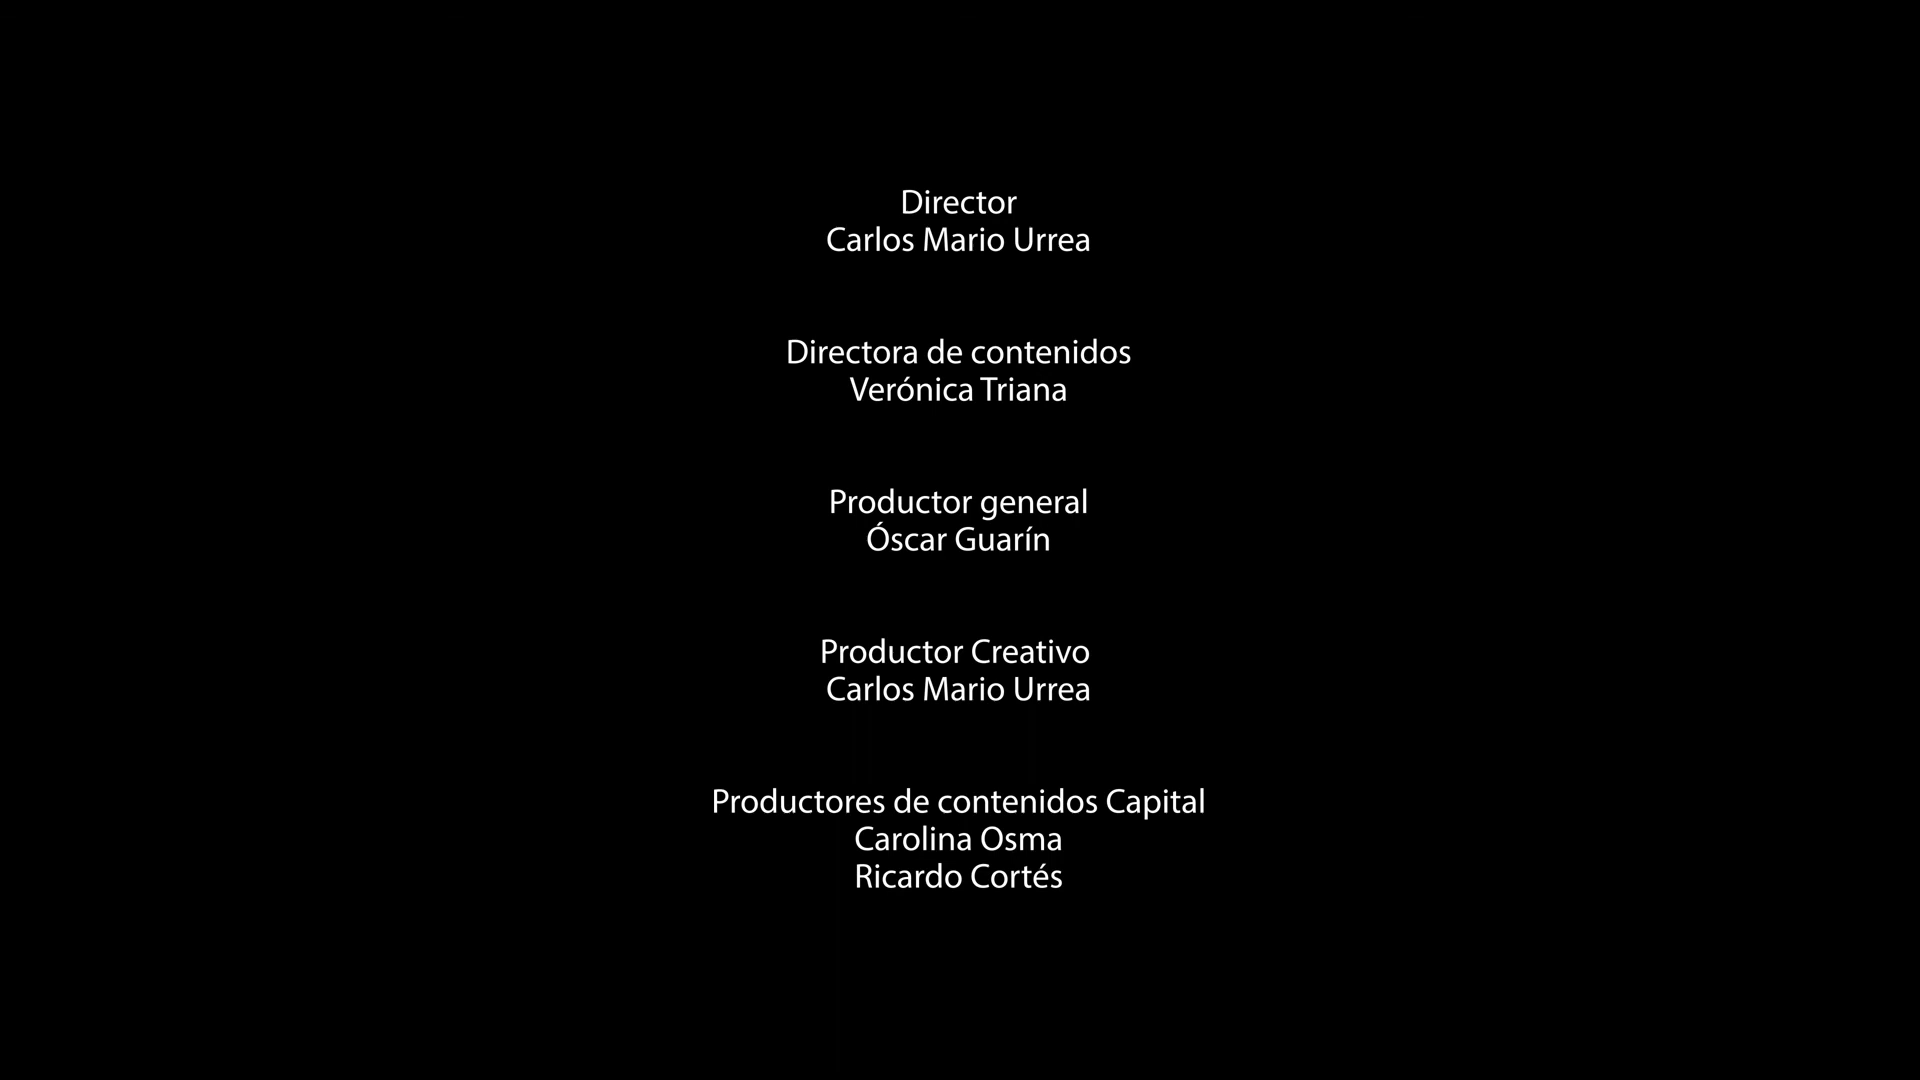 Director
Carlos Mario Urrea
Directora de contenidos
Verónica Triana
Productor general
Óscar Guarín
Productor Creativo
Carlos Mario Urrea
Productores de contenidos Capital
Carolina Osma
Ricardo Cortés